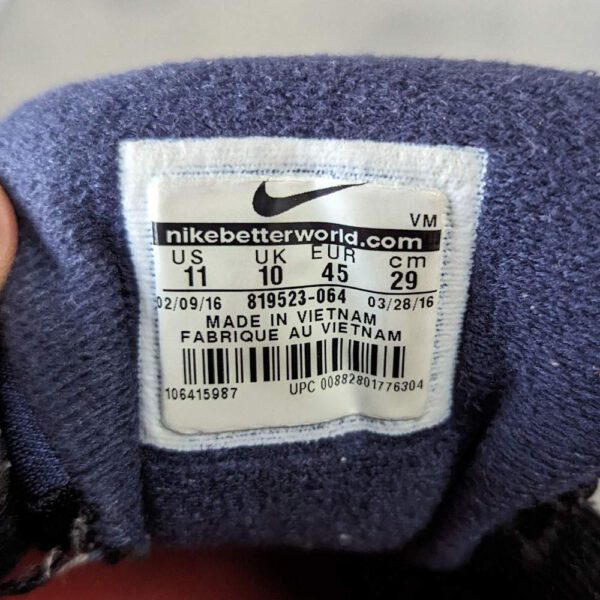 VM
nikebetterworld.com
US UK EUR cm
11 10 45 29
02/09/16 819523-064 03/28/16
MADE IN VIETNAM
FABRIQUE AU VIETNAM
106415987 UPC 00882801776304